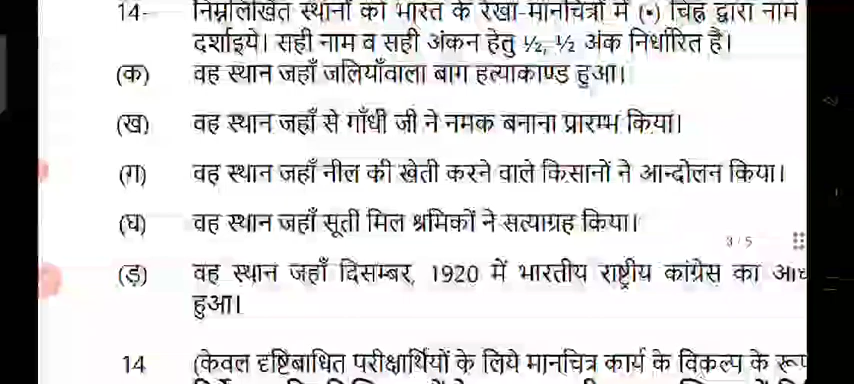 14- निम्नलिखित स्थानों को भारत के रेखा-मानचित्रों में (•) चिह्न द्वारा नाम
दर्शाइये। सही नाम व सही अंकन हेतु ½, ½ अंक निर्धारित है।
(क) वह स्थान जहाँ जलियाँवाला बाग हत्याकाण्ड हुआ।
(ख) वह स्थान जहाँ से गाँधी जी ने नमक बनाना प्रारम्भ किया।
(ग) वह स्थान जहाँ नील की खेती करने वाले किसानों ने आन्दोलन किया।
(घ) वह स्थान जहाँ सूती मिल श्रमिकों ने सत्याग्रह किया।
3/5
(ङ) वह स्थान जहाँ दिसम्बर, 1920 में भारतीय राष्ट्रीय कांग्रेस का
हुआ।
14 (केवल दृष्टिबाधित परीक्षार्थियों के लिये मानचित्र कार्य के विकल्प के